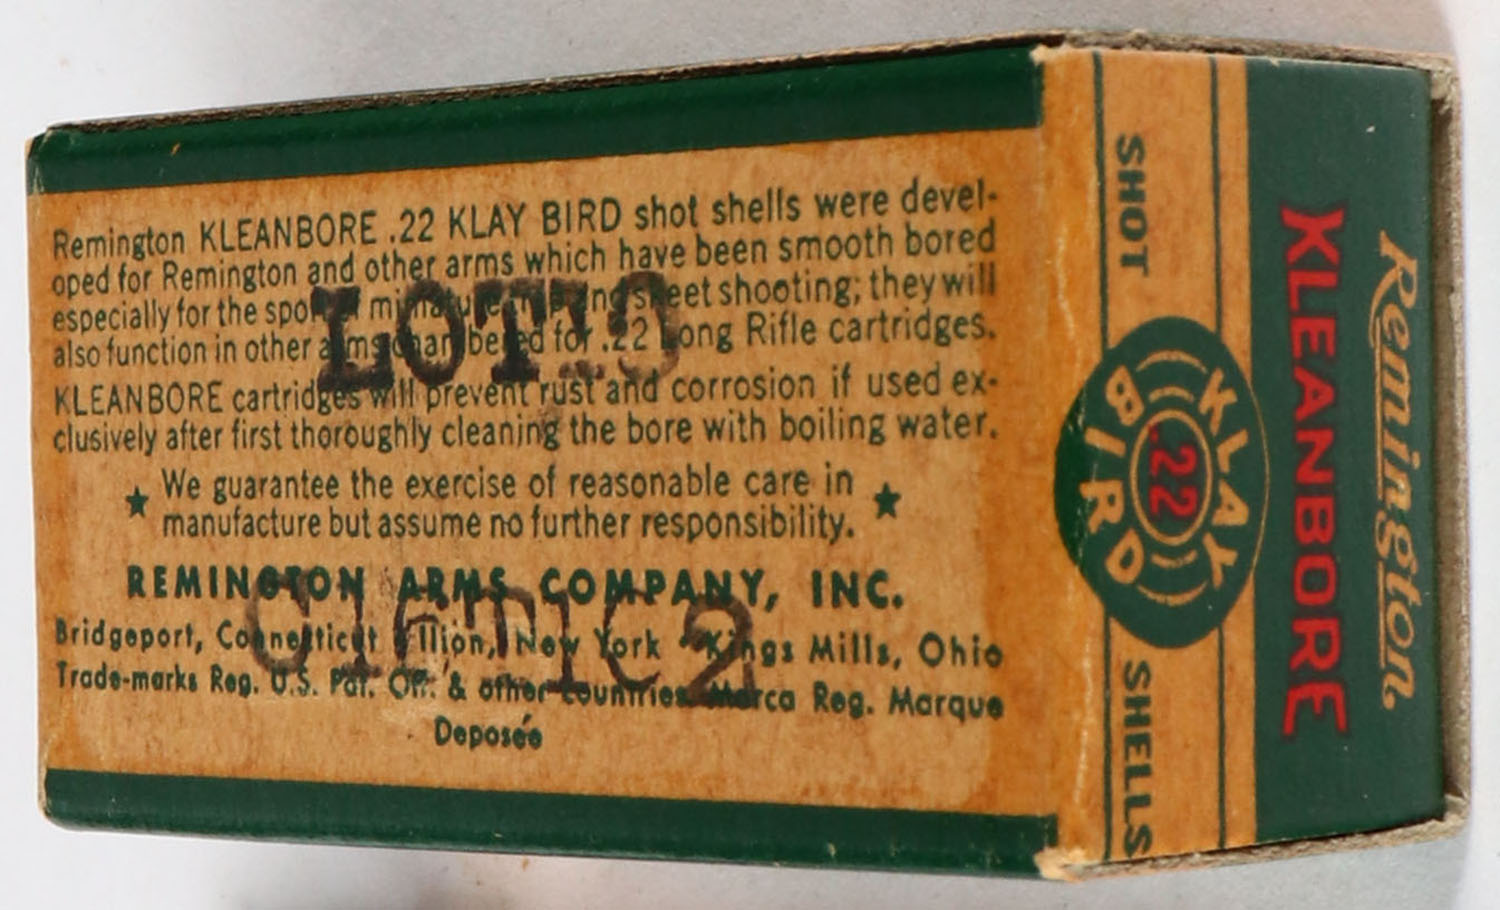 Remington KLEANBORE .22 KLAY BIRD shot shells were devel-
oped for Remington and other arms which have been smooth bored
especially for the sport of miniature and skeet shooting; they will
also function in other arms chambered for .22 Long Rifle cartridges.
KLEANBORE cartridges will prevent rust and corrosion if used ex-
clusively after first thoroughly cleaning the bore with boiling water.
★ We guarantee the exercise of reasonable care in ★
manufacture but assume no further responsibility.
REMINGTON ARMS COMPANY, INC.
Bridgeport, Connecticut Ilion, New York • Kings Mills, Ohio
Trade-marks Reg. U.S. Pat. Off. & other countries Marca Reg. Marque
Deposée
LOT
Remington
KLEANBORE
SHOT
KLAY
.22
BIRD
SHELLS